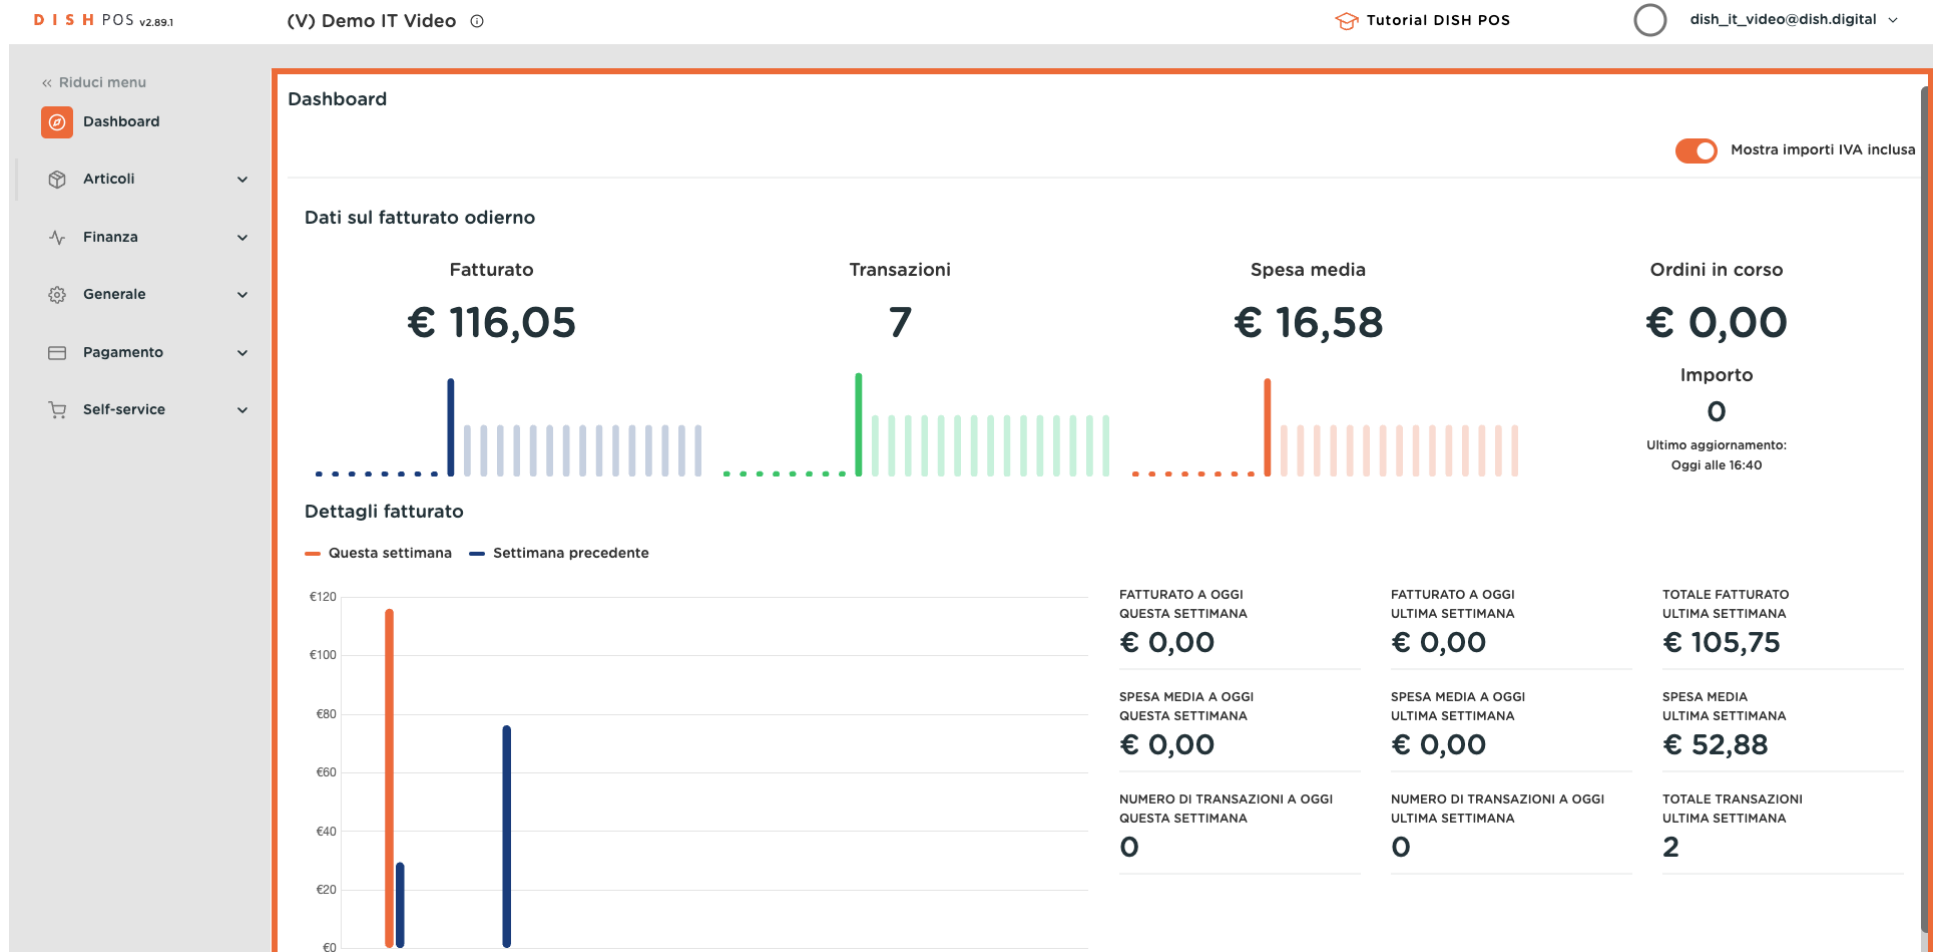 DISH POS v2.89.1
(V) Demo IT Video
Tutorial DISH POS
dish_it_video@dish.digital
Riduci menu
Dashboard
Articoli
Finanza
Generale
Pagamento
Self-service
Dashboard
Mostra importi IVA inclusa
Dati sul fatturato odierno
Fatturato
€ 116,05
Transazioni
7
Spesa media
€ 16,58
Ordini in corso
€ 0,00
Importo
0
Ultimo aggiornamento:
Oggi alle 16:40
Dettagli fatturato
Questa settimana
Settimana precedente
€120
€100
€80
€60
€40
€20
€0
FATTURATO A OGGI
QUESTA SETTIMANA
€ 0,00
FATTURATO A OGGI
ULTIMA SETTIMANA
€ 0,00
TOTALE FATTURATO
ULTIMA SETTIMANA
€ 105,75
SPESA MEDIA A OGGI
QUESTA SETTIMANA
€ 0,00
SPESA MEDIA A OGGI
ULTIMA SETTIMANA
€ 0,00
SPESA MEDIA
ULTIMA SETTIMANA
€ 52,88
NUMERO DI TRANSAZIONI A OGGI
QUESTA SETTIMANA
0
NUMERO DI TRANSAZIONI A OGGI
ULTIMA SETTIMANA
0
TOTALE TRANSAZIONI
ULTIMA SETTIMANA
2